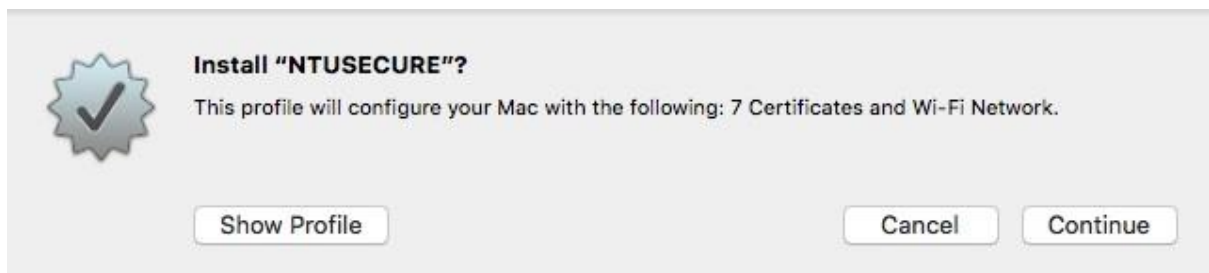 Install “NTUSECURE”?
This profile will configure your Mac with the following: 7 Certificates and Wi-Fi Network.
Show Profile
Cancel
Continue